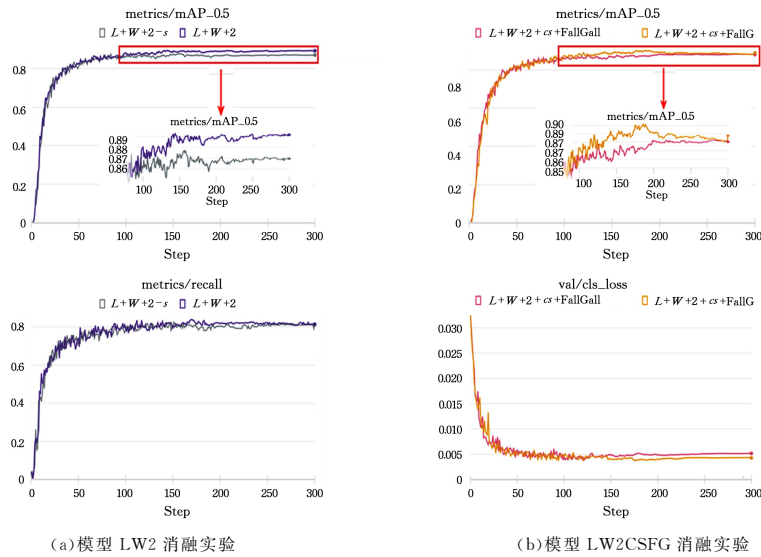 metrics/mAP_0.5
L+W+2-s L+W+2
0.8
0.6
0.4
0.2
0
metrics/mAP_0.5
0.89
0.88
0.87
0.86
100 150 200 250 300
Step
0 50 100 150 200 250 300
Step
metrics/mAP_0.5
L+W+2+cs+FallGall L+W+2+cs+FallG
0.8
0.6
0.4
0.2
0
metrics/mAP_0.5
0.90
0.89
0.87
0.86
0.85
100 150 200 250 300
Step
0 50 100 150 200 250 300
Step
metrics/recall
L+W+2-s L+W+2
0.8
0.6
0.4
0.2
0
0 50 100 150 200 250 300
Step
val/cls_loss
L+W+2+cs+FallGall L+W+2+cs+FallG
0.030
0.025
0.020
0.015
0.010
0.005
0
0 50 100 150 200 250 300
Step
(a)模型 LW2 消融实验
(b)模型 LW2CSFG 消融实验